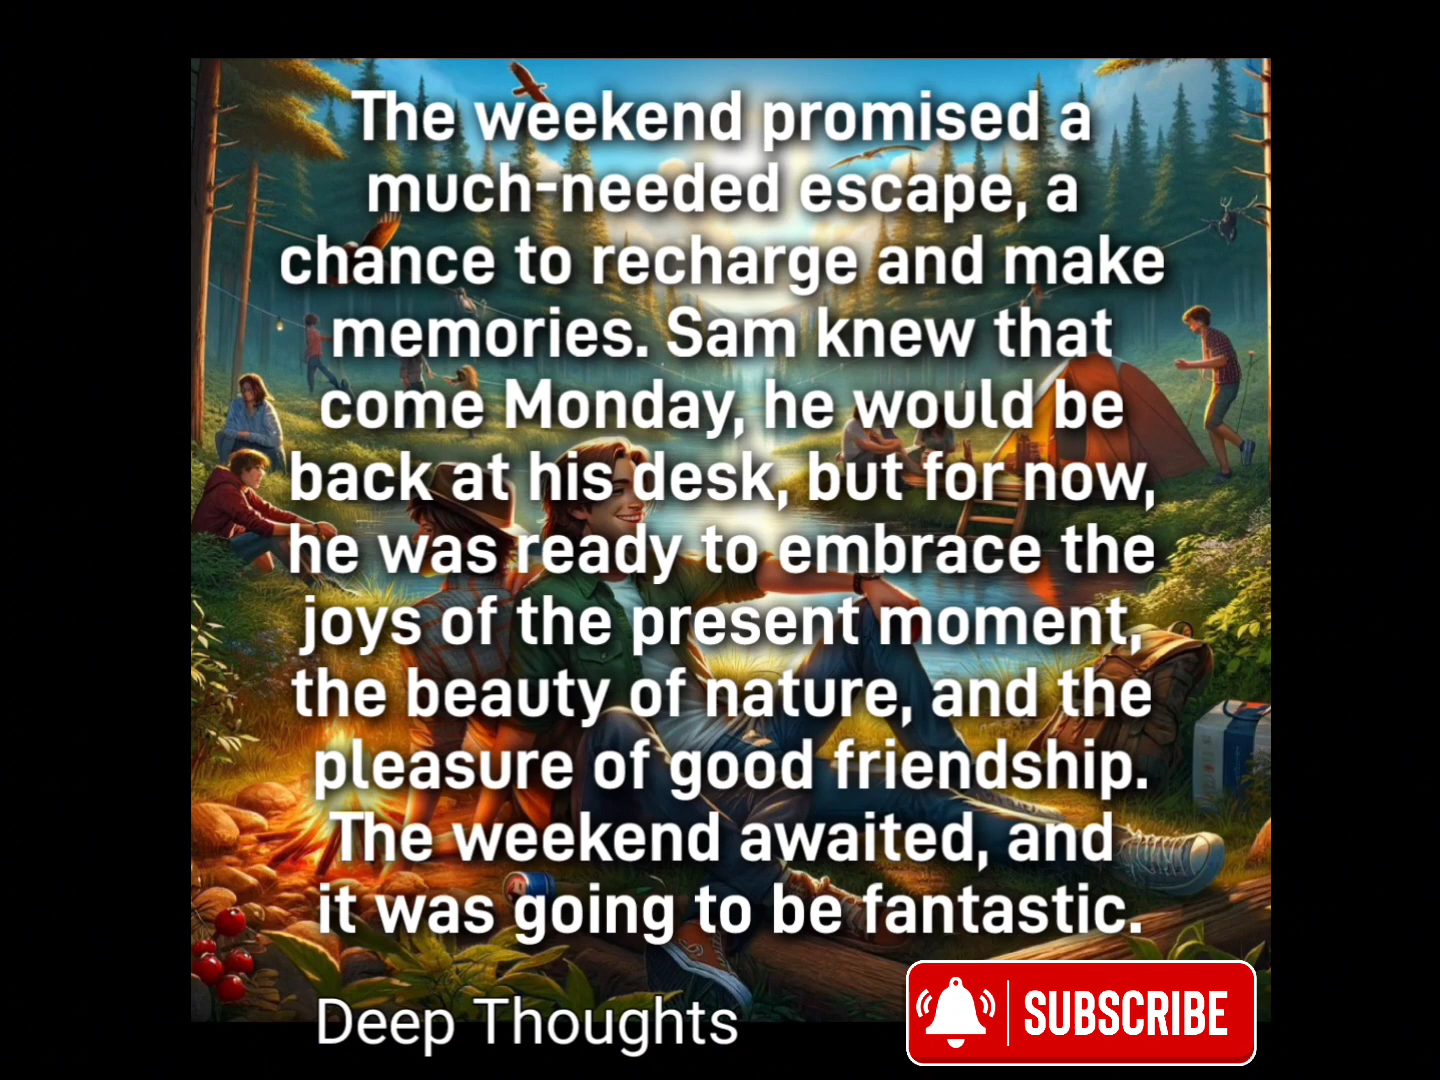 The weekend promised a
much-needed escape, a
chance to recharge and make
memories. Sam knew that
come Monday, he would be
back at his desk, but for now,
he was ready to embrace the
joys of the present moment,
the beauty of nature, and the
pleasure of good friendship.
The weekend awaited, and
it was going to be fantastic.
Deep Thoughts
SUBSCRIBE